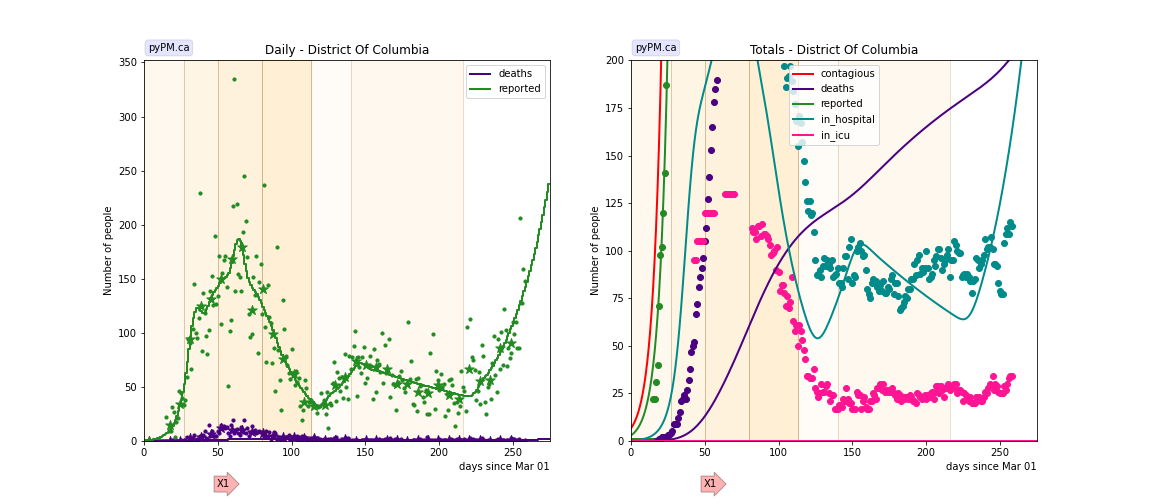 pyPM.ca
Daily - District Of Columbia
deaths
reported
Number of people
350
300
250
200
150
100
50
0
0
50
100
150
200
250
days since Mar 01
X1
pyPM.ca
Totals - District Of Columbia
contagious
deaths
reported
in_hospital
in_icu
Number of people
200
175
150
125
100
75
50
25
0
0
50
100
150
200
250
days since Mar 01
X1